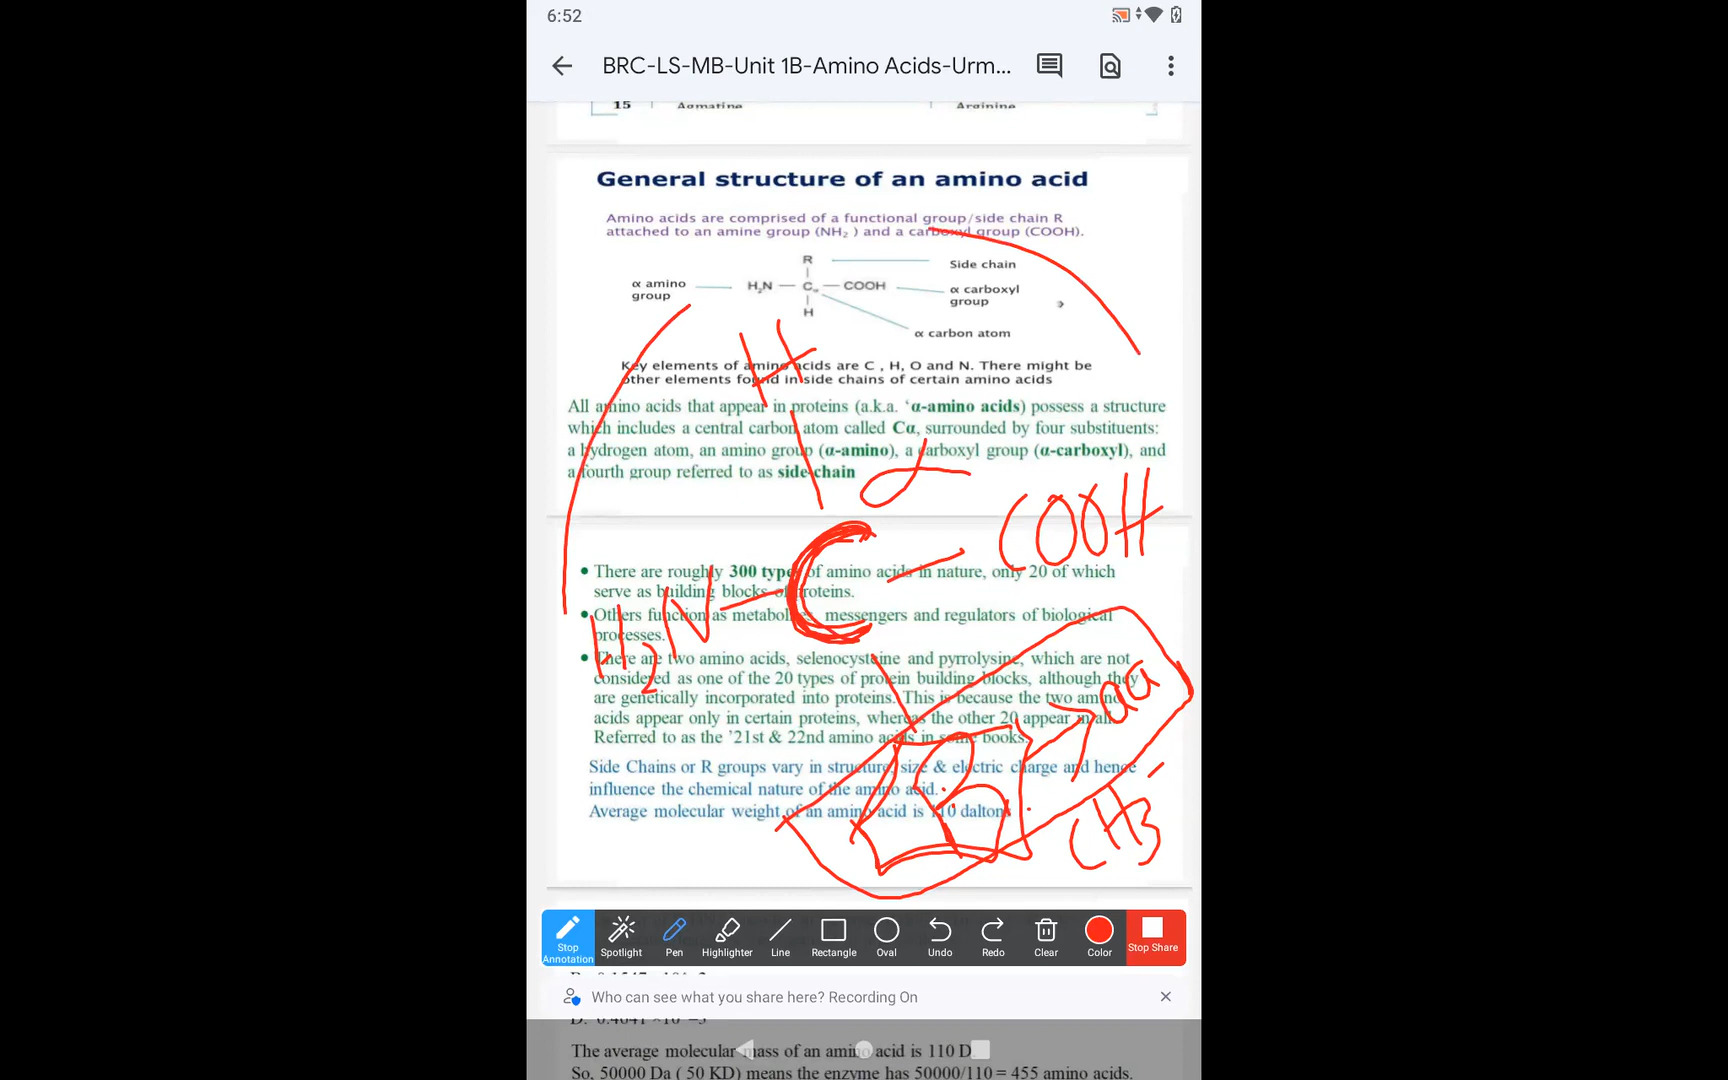 6:52
BRC-LS-MB-Unit 1B-Amino Acids-Urm...
15 Agmatine Arginine
General structure of an amino acid
Amino acids are comprised of a functional group/side chain R
attached to an amine group (NH2 ) and a carboxyl group (COOH).
R
Side chain
α amino
group
H2N — Cα — COOH
α carboxyl
group
H
α carbon atom
Key elements of amino acids are C , H, O and N. There might be
other elements found in side chains of certain amino acids
All amino acids that appear in proteins (a.k.a. ‘α-amino acids) possess a structure
which includes a central carbon atom called Cα, surrounded by four substituents:
a hydrogen atom, an amino group (α-amino), a carboxyl group (α-carboxyl), and
a fourth group referred to as side-chain
H
α
C
COOH
H2N
R
aa
CH3
• There are roughly 300 types of amino acids in nature, only 20 of which
serve as building blocks of proteins.
• Others function as metabolites, messengers and regulators of biological
processes.
• There are two amino acids, selenocysteine and pyrrolysine, which are not
considered as one of the 20 types of protein building blocks, although they
are genetically incorporated into proteins. This is because the two amino
acids appear only in certain proteins, whereas the other 20 appear in all.
Referred to as the ’21st & 22nd amino acids in some books.
Side Chains or R groups vary in structure, size & electric charge and hence
influence the chemical nature of the amino acid.
Average molecular weight of an amino acid is 110 daltons
Stop Annotation
Spotlight
Pen
Highlighter
Line
Rectangle
Oval
Undo
Redo
Clear
Color
Stop Share
Who can see what you share here? Recording On
The average molecular mass of an amino acid is 110 D.
So, 50000 Da ( 50 KD) means the enzyme has 50000/110 = 455 amino acids.